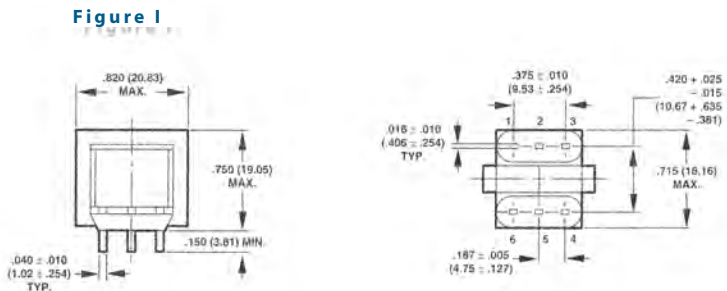 Figure I
.820 (20.83)
MAX.
.750 (19.05)
MAX.
.150 (3.81) MIN.
.040 ± .010
(1.02 ± .254)
TYP.
.375 ± .010
(9.53 ± .254)
.420 + .025
- .015
(10.67 + .635
- .381)
1 2 3
.016 ± .010
(.406 ± .254)
TYP.
.715 (18.16)
MAX.
6 5 4
.187 ± .005
(4.75 ± .127)